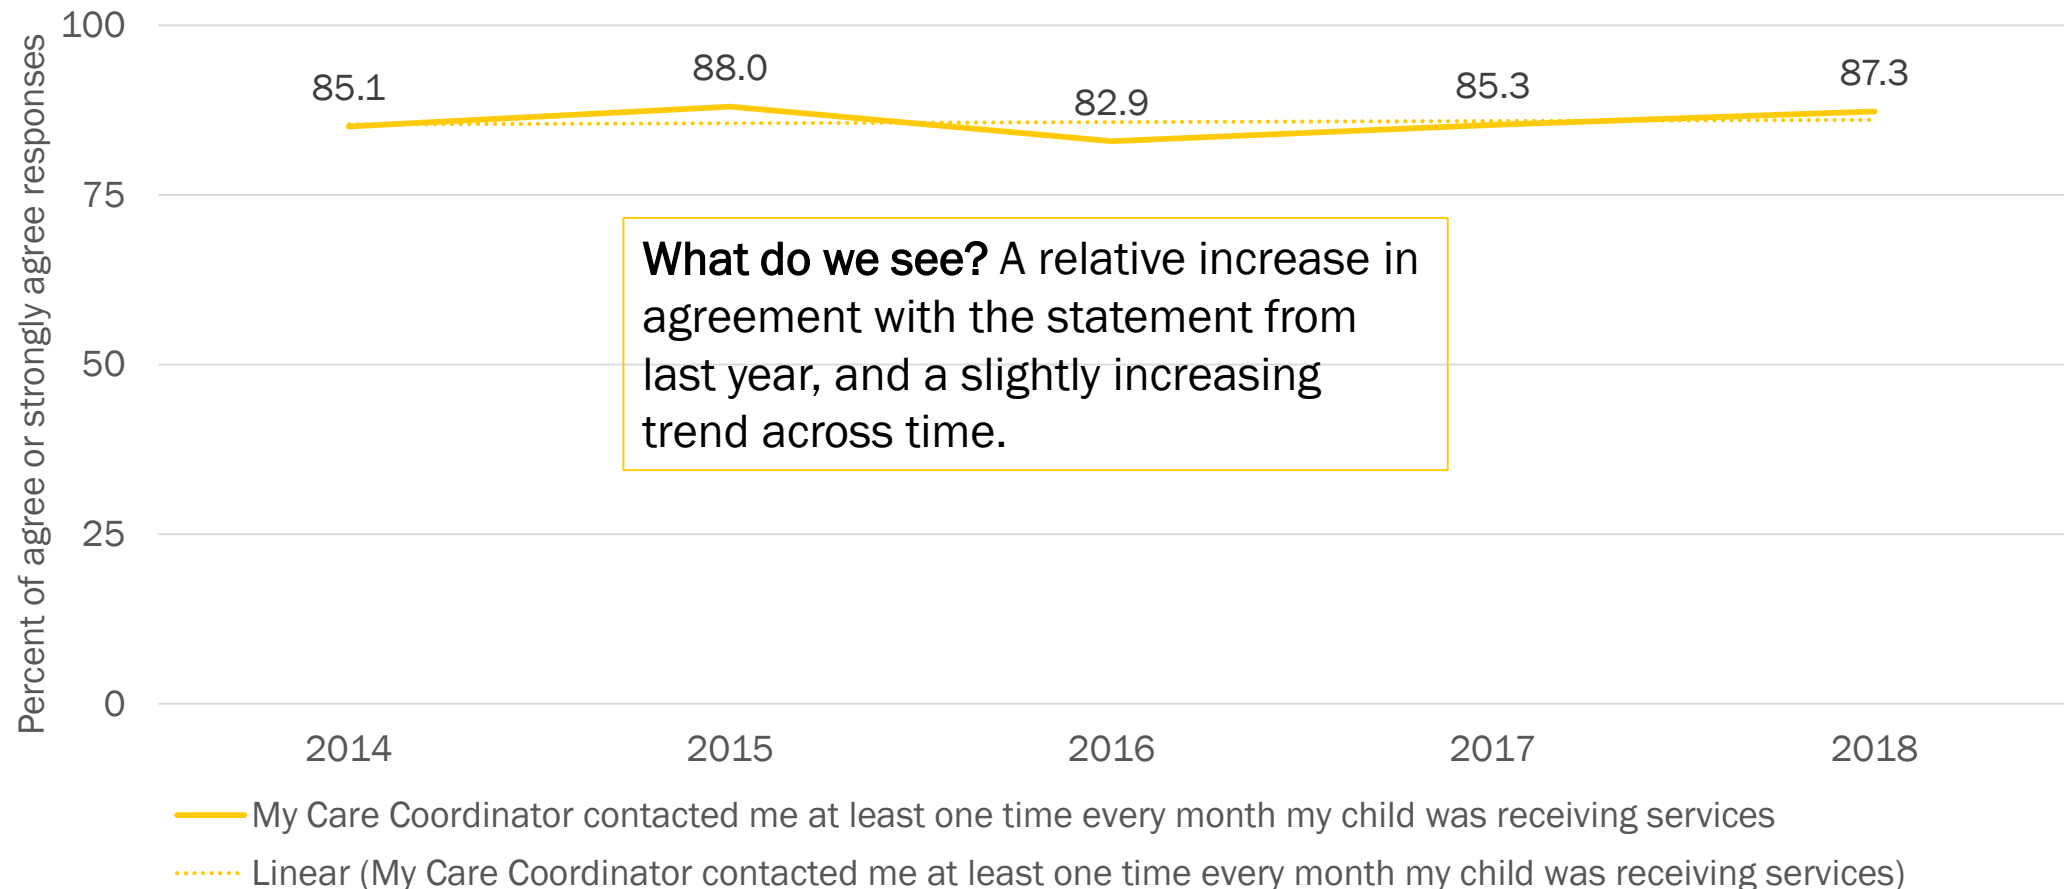 Percent of agree or strongly agree responses
100
75
50
25
0
85.1
88.0
82.9
85.3
87.3
What do we see? A relative increase in
agreement with the statement from
last year, and a slightly increasing
trend across time.
2014
2015
2016
2017
2018
My Care Coordinator contacted me at least one time every month my child was receiving services
Linear (My Care Coordinator contacted me at least one time every month my child was receiving services)